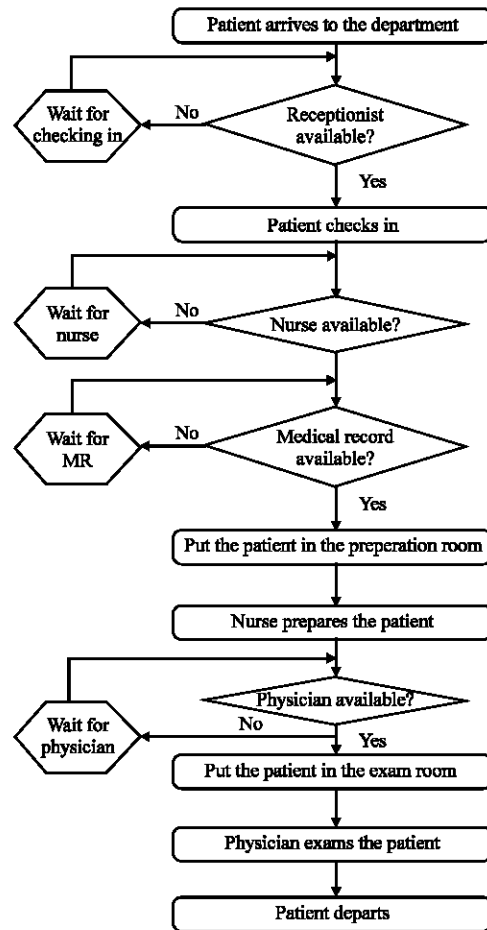 Patient arrives to the department
Wait for
checking in
No
Receptionist
available?
Yes
Patient checks in
Wait for
nurse
No
Nurse available?
Wait for
MR
No
Medical record
available?
Yes
Put the patient in the preperation room
Nurse prepares the patient
Physician available?
Wait for
physician
No
Yes
Put the patient in the exam room
Physician exams the patient
Patient departs